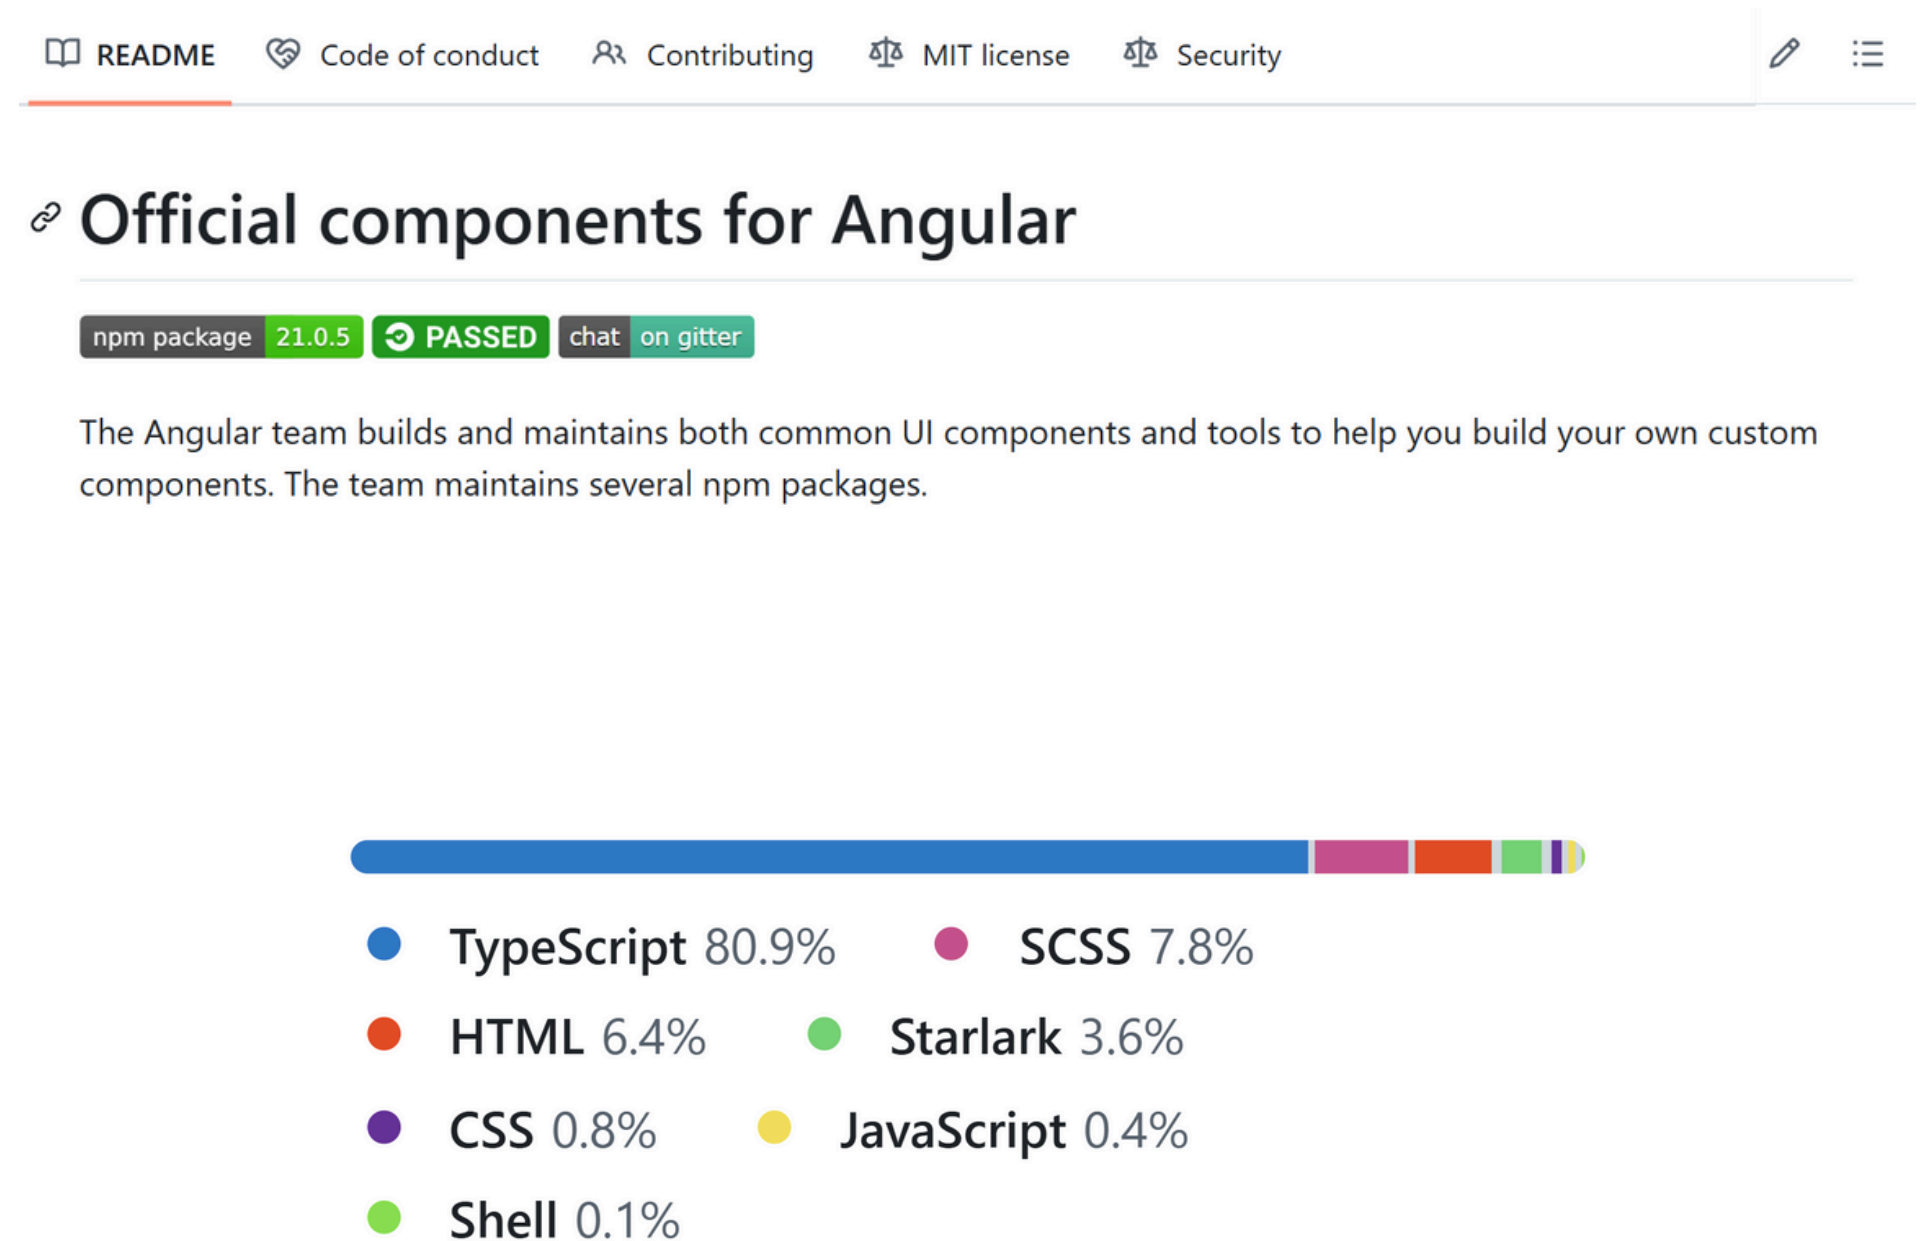 README Code of conduct Contributing MIT license Security
Official components for Angular
npm package 21.0.5 PASSED chat on gitter
The Angular team builds and maintains both common UI components and tools to help you build your own custom
components. The team maintains several npm packages.
TypeScript 80.9% SCSS 7.8%
HTML 6.4% Starlark 3.6%
CSS 0.8% JavaScript 0.4%
Shell 0.1%